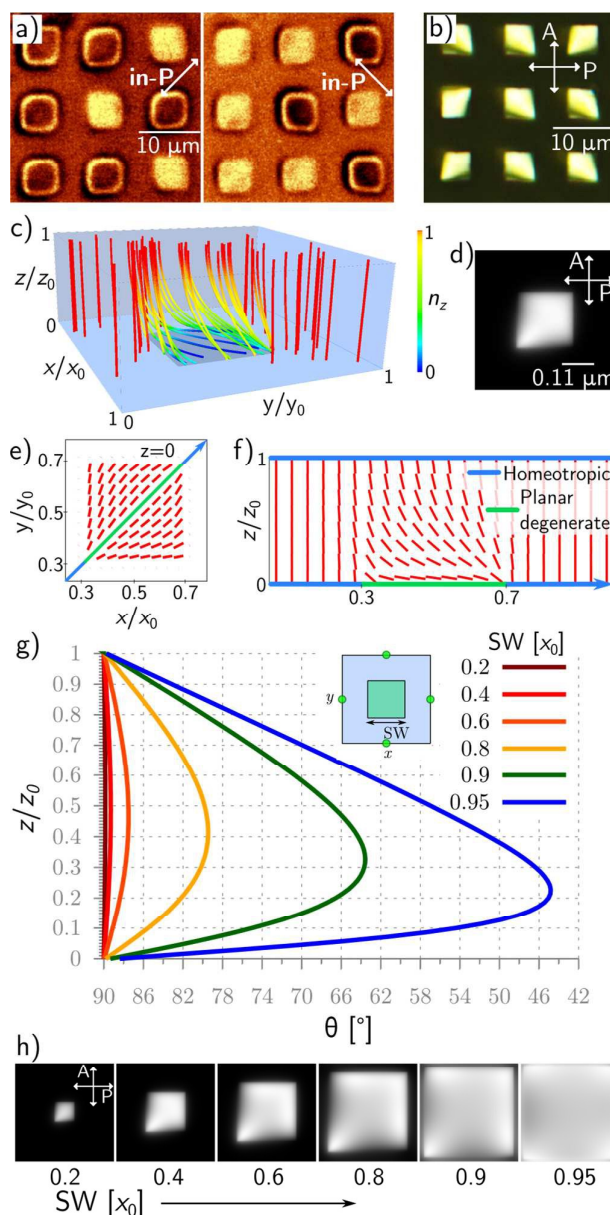 a)
in-P
10 μm
in-P
b)
A
P
10 μm
c)
1
z/z0
0
x/x0
1
0
y/y0
1
1
nz
0
d)
A
P
0.11 μm
e)
z=0
0.7
y/y0
0.5
0.3
0.3 0.5 0.7
x/x0
f)
1
z/z0
0
0.3 0.7
Homeotropic
Planar
degenerate
g)
1
0.9
0.8
0.7
0.6
0.5
0.4
0.3
0.2
0.1
0
z/z0
90 86 82 78 74 70 66 62 58 54 50 46 42
θ [°]
y
SW
x
SW [x0]
0.2
0.4
0.6
0.8
0.9
0.95
h)
A
P
0.2 0.4 0.6 0.8 0.9 0.95
SW [x0]